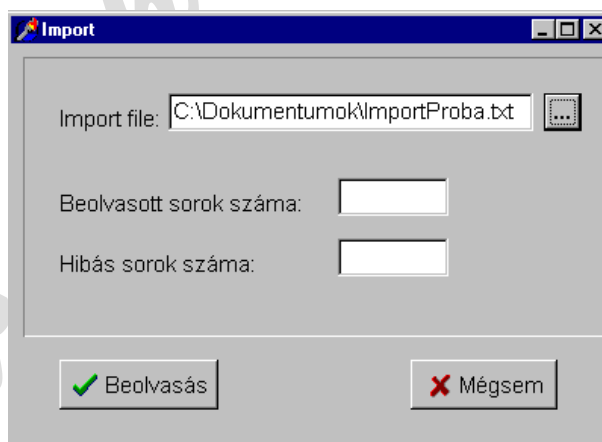 Import
Import file: C:\Dokumentumok\ImportProba.txt ...
Beolvasott sorok száma:
Hibás sorok száma:
Beolvasás Mégsem